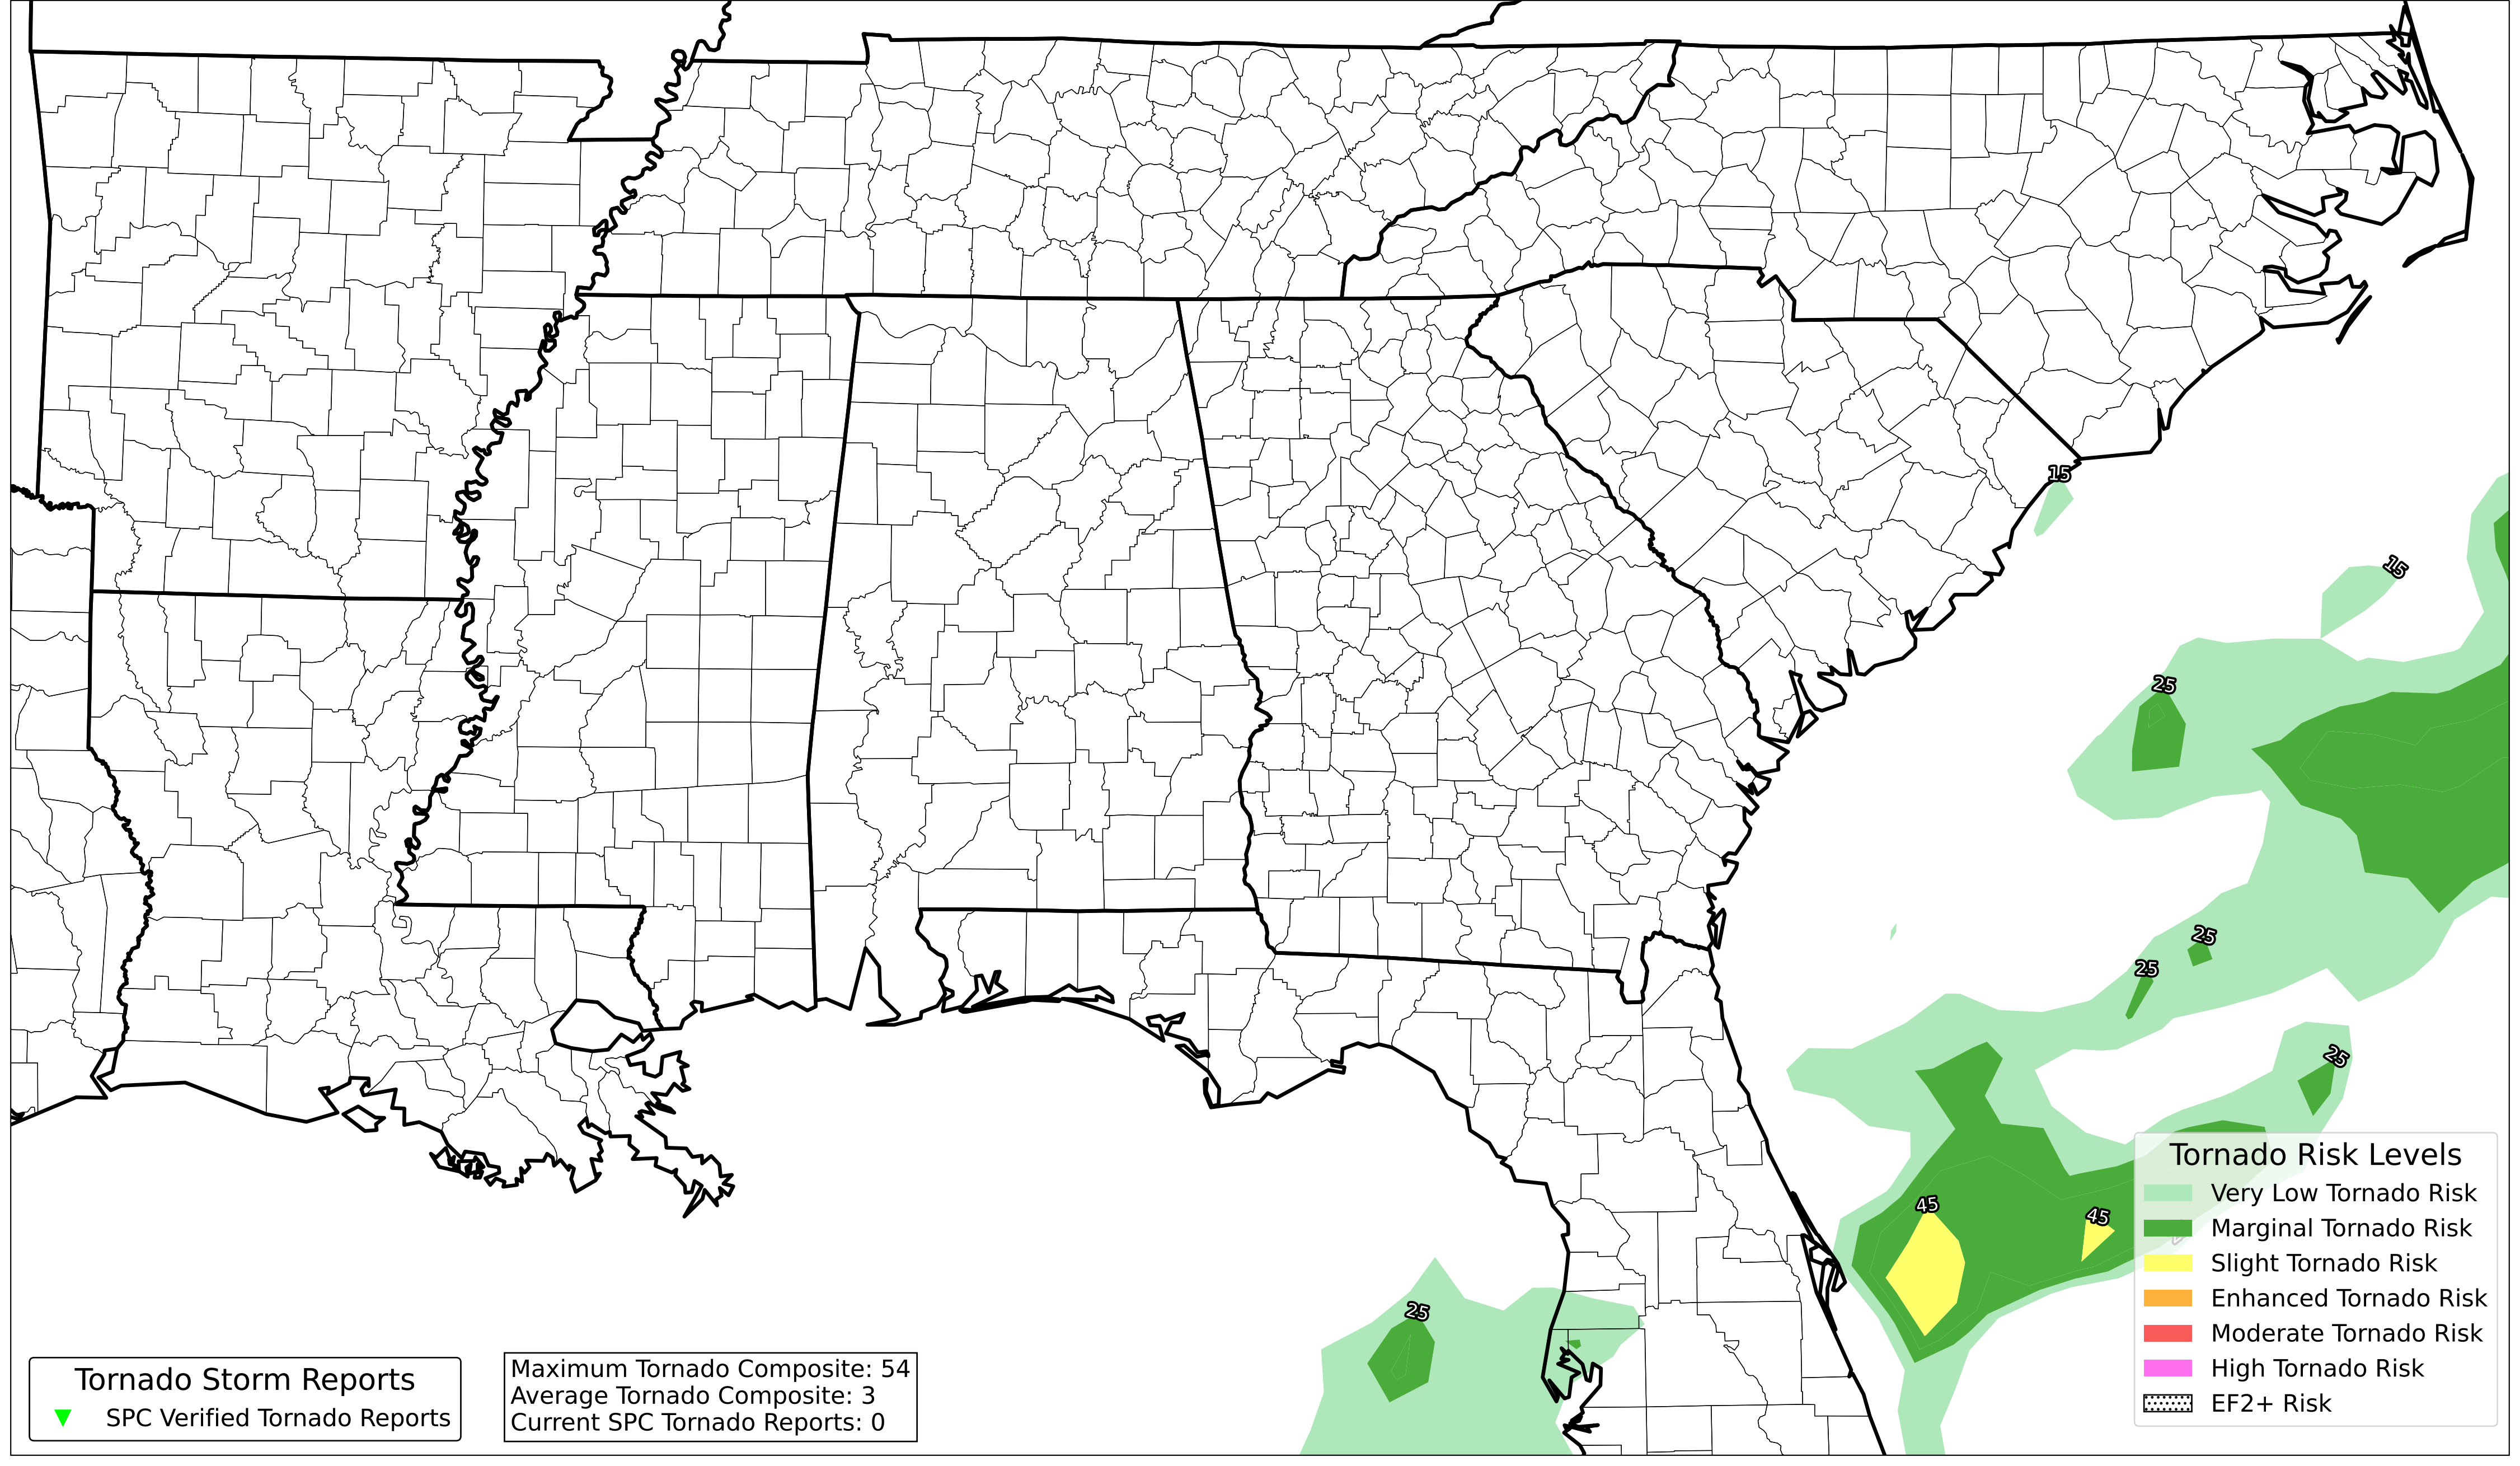 15
15
25
25
25
25
45
45
25
Tornado Risk Levels
Very Low Tornado Risk
Marginal Tornado Risk
Slight Tornado Risk
Enhanced Tornado Risk
Moderate Tornado Risk
High Tornado Risk
EF2+ Risk
Tornado Storm Reports
SPC Verified Tornado Reports
Maximum Tornado Composite: 54
Average Tornado Composite: 3
Current SPC Tornado Reports: 0